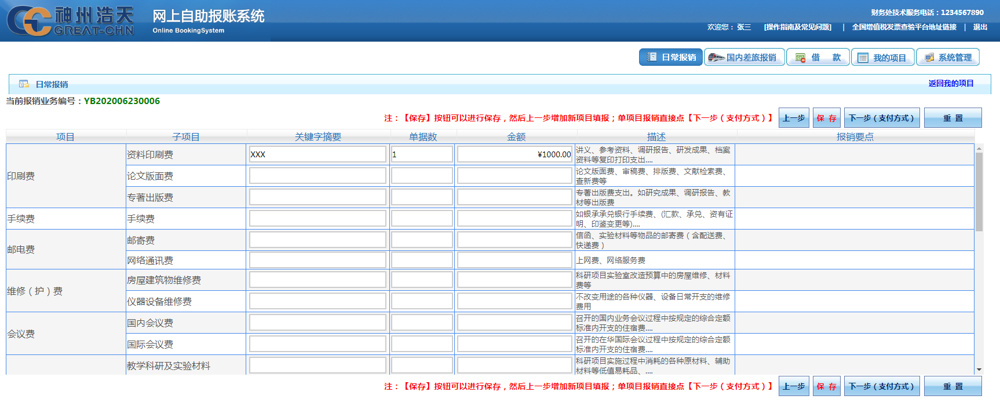 神州浩天
GREAT-CHN
网上自助报账系统
Online BookingSystem
财务处技术服务电话：1234567890
欢迎您： 张三 [操作指南及常见问题] | 全国增值税发票查验平台地址链接 | 退出
日常报销 国内差旅报销 借 款 我的项目 系统管理
日常报销 返回我的项目
当前报销业务编号：YB202006230006
注：【保存】按钮可以进行保存，然后上一步增加新项目填报；单项目报销直接点【下一步（支付方式）】 上一步 保 存 下一步（支付方式） 重 置
项目 子项目 关键字摘要 单据数 金额 描述 报销要点
印刷费
资料印刷费 XXX 1 ¥1000.00
讲义、参考资料、调研报告、研发成果、档案
资料等复印打印支出....
论文版面费
论文版面费、审稿费、排版费、文献检索费、
查新费等
专著出版费
专著出版费支出。如研究成果、调研报告、教
材等出版费
手续费 手续费
如银承承兑银行手续费、(汇款、承兑、资有证
明、印鉴变更等)....
邮电费
邮寄费
信函、实验材料等物品的邮寄费（含配送费、
快递费）
网络通讯费 上网费、网络服务费
维修（护）费
房屋建筑物维修费
科研项目实验室改造预算中的房屋维修、材料
费等
仪器设备维修费
不改变用途的各种仪器、设备日常开支的维修
费用
会议费
国内会议费
召开的国内业务会议过程中按规定的综合定额
标准内开支的住宿费....
国际会议费
召开的在华国际会议过程中按规定的综合定额
标准内开支的住宿费....
教学科研及实验材料
科研项目实施过程中消耗的各种原材料、辅助
材料等低值易耗品、....
注：【保存】按钮可以进行保存，然后上一步增加新项目填报；单项目报销直接点【下一步（支付方式）】 上一步 保 存 下一步（支付方式） 重 置